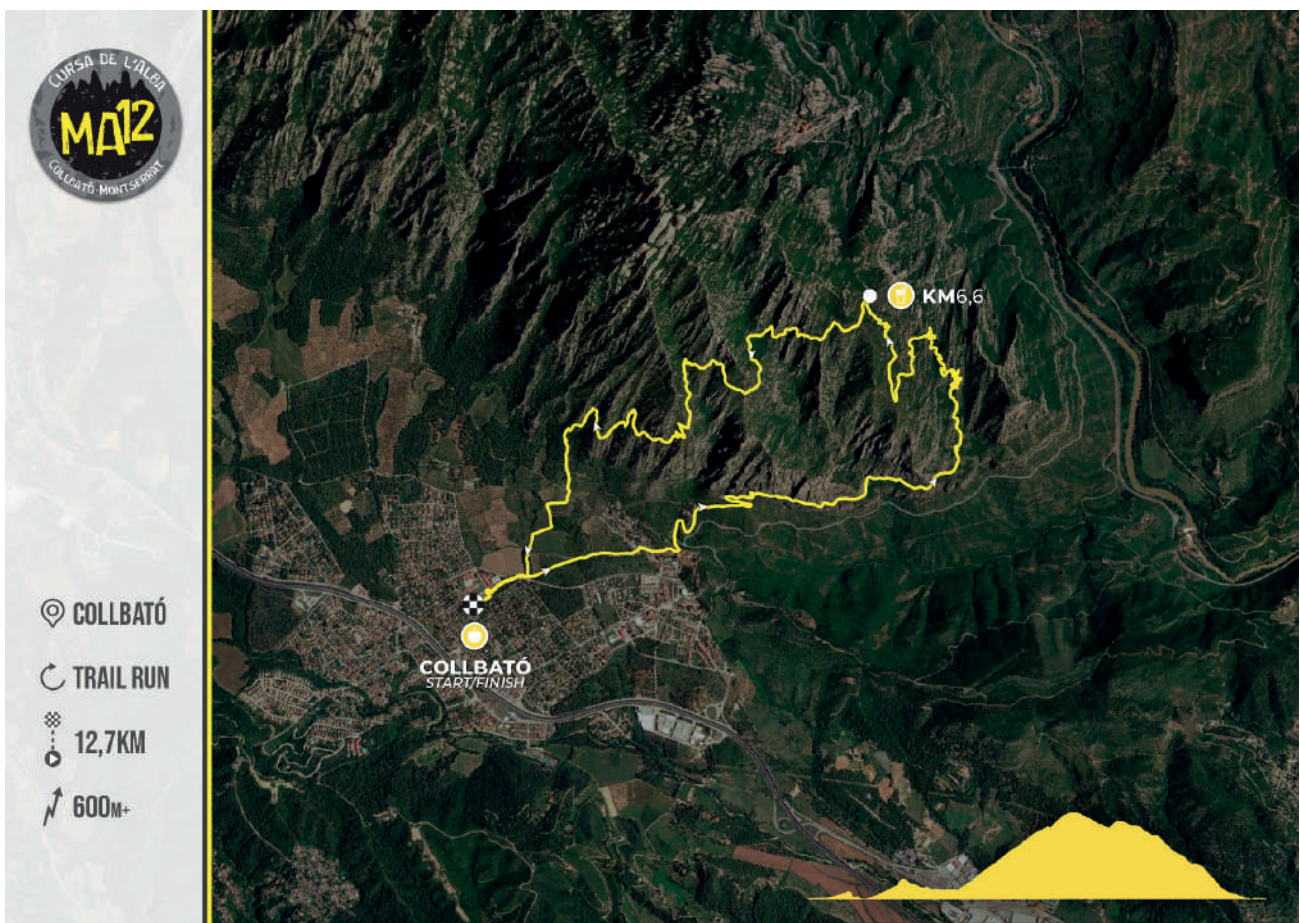 CURSA DE L'ALBA
MA12
COLLBATÓ-MONTSERRAT
COLLBATÓ
TRAIL RUN
12,7KM
600M+
KM6,6
COLLBATÓ
START/FINISH